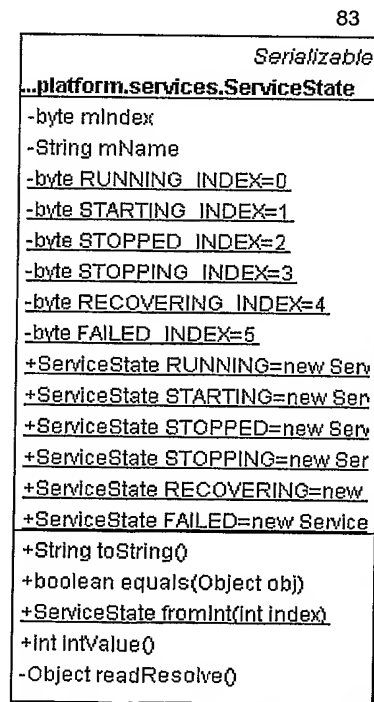 83
Serializable
...platform.services.ServiceState
-byte mIndex
-String mName
-byte RUNNING_INDEX=0
-byte STARTING_INDEX=1
-byte STOPPED_INDEX=2
-byte STOPPING_INDEX=3
-byte RECOVERING_INDEX=4
-byte FAILED_INDEX=5
+ServiceState RUNNING=new Serv
+ServiceState STARTING=new Ser
+ServiceState STOPPED=new Serv
+ServiceState STOPPING=new Ser
+ServiceState RECOVERING=new
+ServiceState FAILED=new Service
+String toString()
+boolean equals(Object obj)
+ServiceState fromInt(int index)
+int intValue()
-Object readResolve()